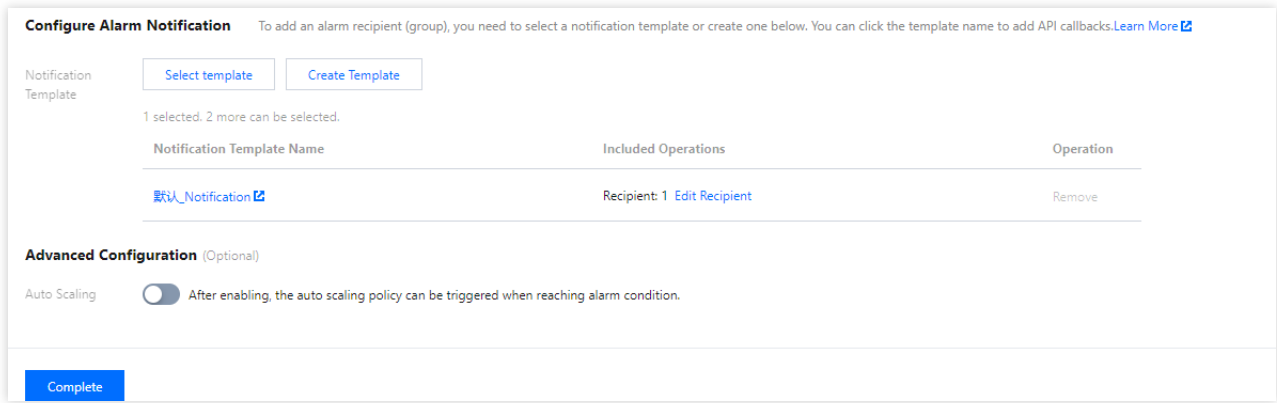 Configure Alarm Notification To add an alarm recipient (group), you need to select a notification template or create one below. You can click the template name to add API callbacks.Learn More
Notification Template
Select template Create Template
1 selected. 2 more can be selected.
Notification Template Name Included Operations Operation
默认_Notification Recipient: 1 Edit Recipient Remove
Advanced Configuration (Optional)
Auto Scaling After enabling, the auto scaling policy can be triggered when reaching alarm condition.
Complete